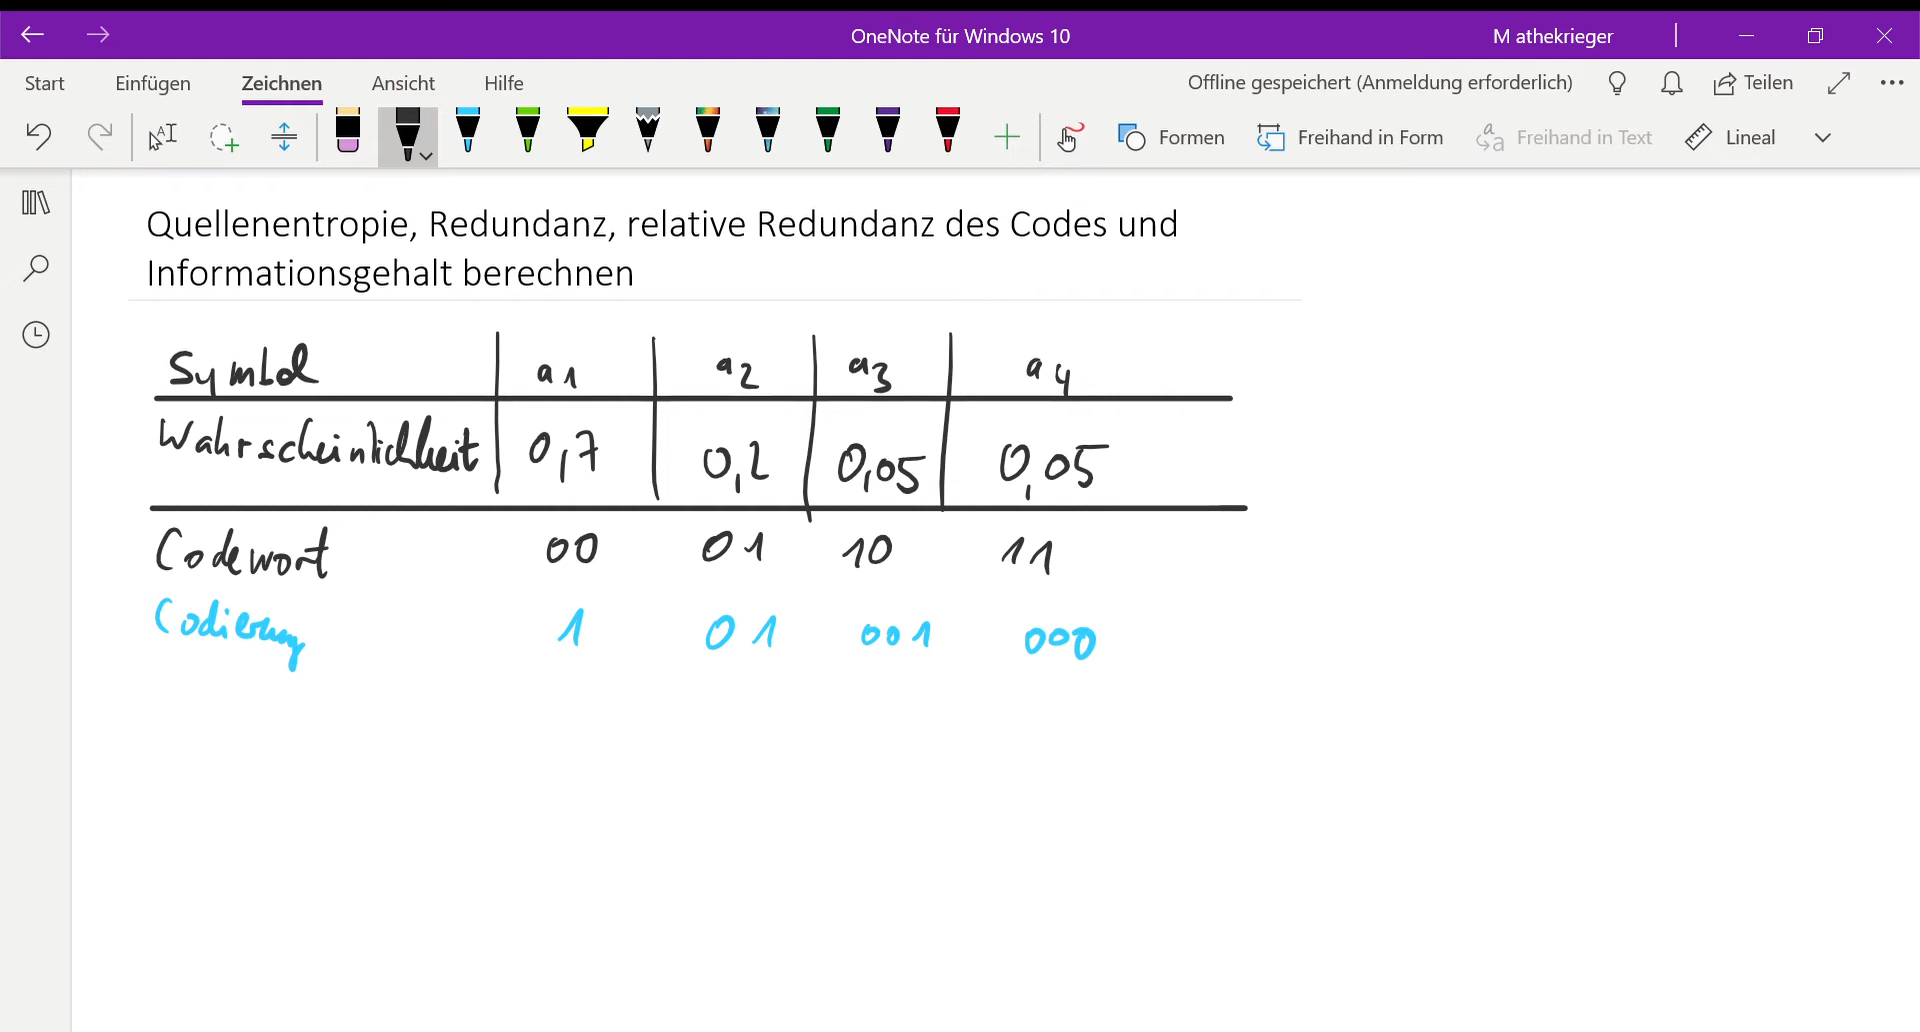 OneNote für Windows 10
M athekrieger
Start Einfügen Zeichnen Ansicht Hilfe
Offline gespeichert (Anmeldung erforderlich) Teilen
Formen Freihand in Form Freihand in Text Lineal
Quellenentropie, Redundanz, relative Redundanz des Codes und
Informationsgehalt berechnen
Symbol a1 a2 a3 a4
Wahrscheinlichkeit 0,7 0,2 0,05 0,05
Codewort 00 01 10 11
Codierung 1 01 001 000